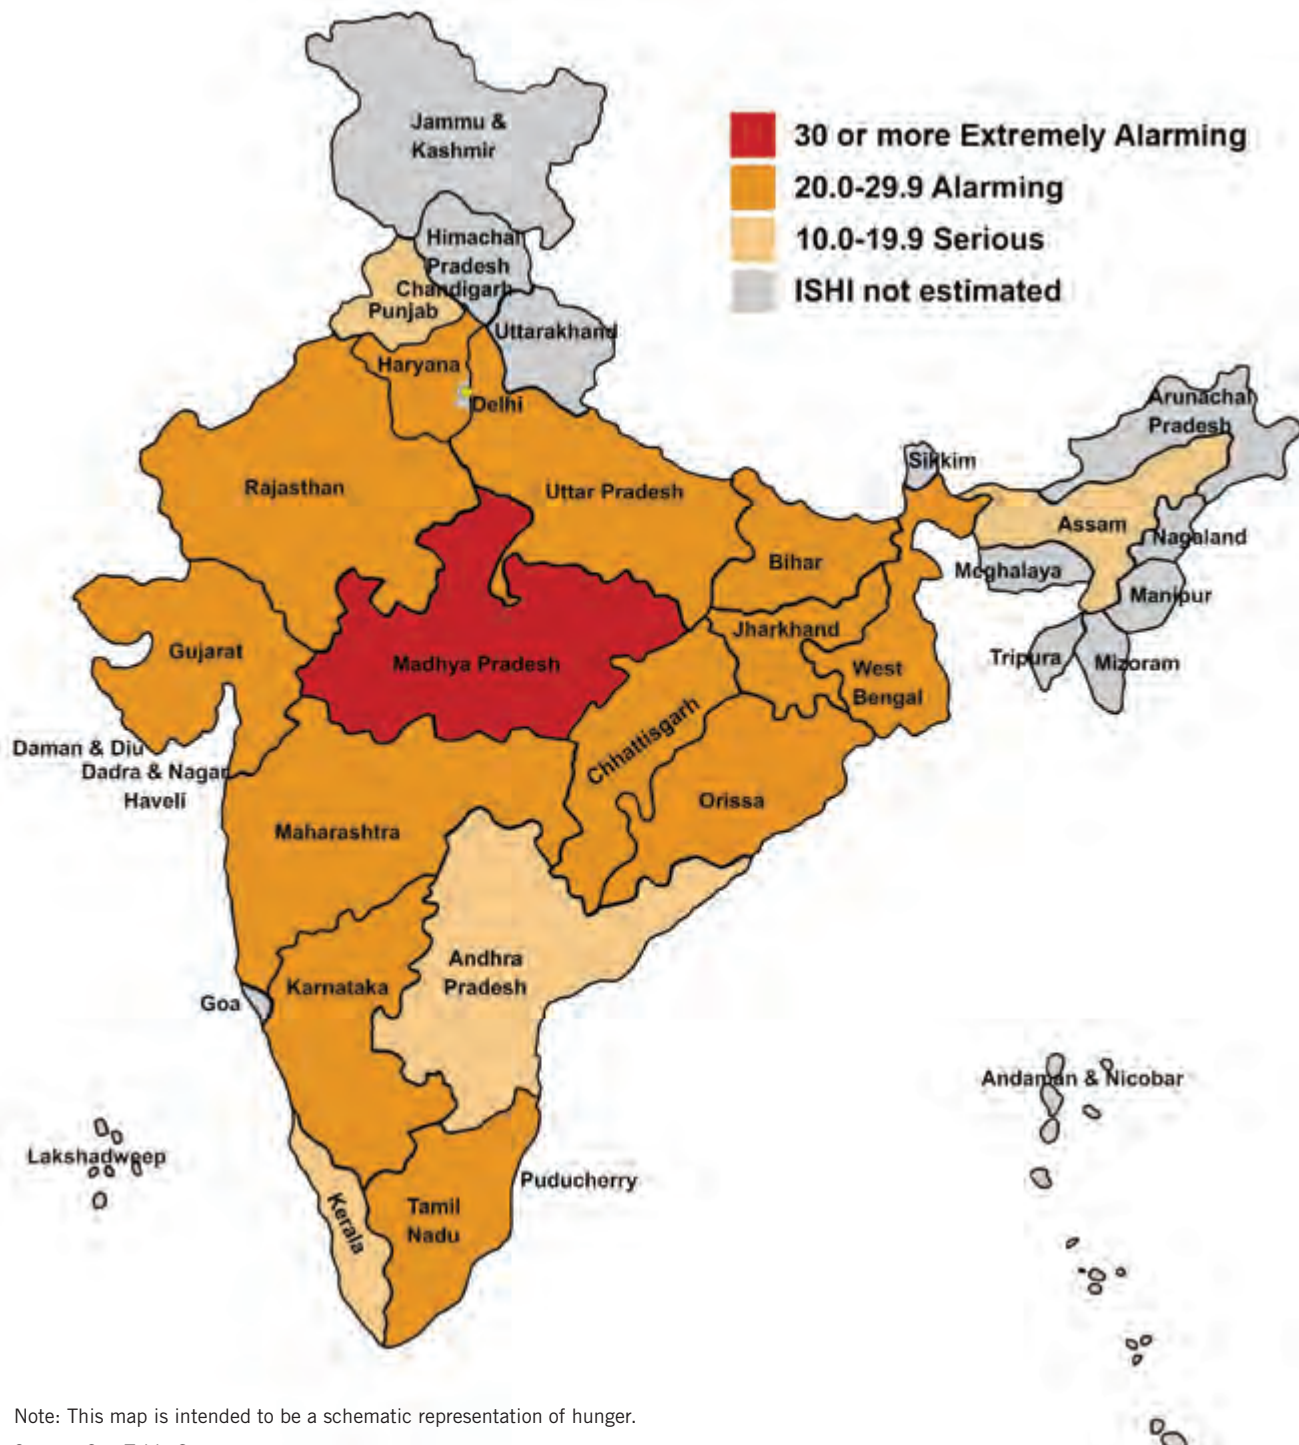 Jammu &
Kashmir
30 or more Extremely Alarming
20.0-29.9 Alarming
10.0-19.9 Serious
ISHI not estimated
Himachal
Pradesh
Chandigarh
Punjab
Uttarakhand
Haryana
Delhi
Arunachal
Pradesh
Sikkim
Rajasthan
Uttar Pradesh
Assam
Nagaland
Bihar
Meghalaya
Manipur
Jharkhand
Gujarat
Madhya Pradesh
West
Bengal
Tripura
Mizoram
Chhattisgarh
Daman & Diu
Dadra & Nagar
Haveli
Orissa
Maharashtra
Andhra
Pradesh
Karnataka
Goa
Andaman & Nicobar
Lakshadweep
Puducherry
Kerala
Tamil
Nadu
Note: This map is intended to be a schematic representation of hunger.